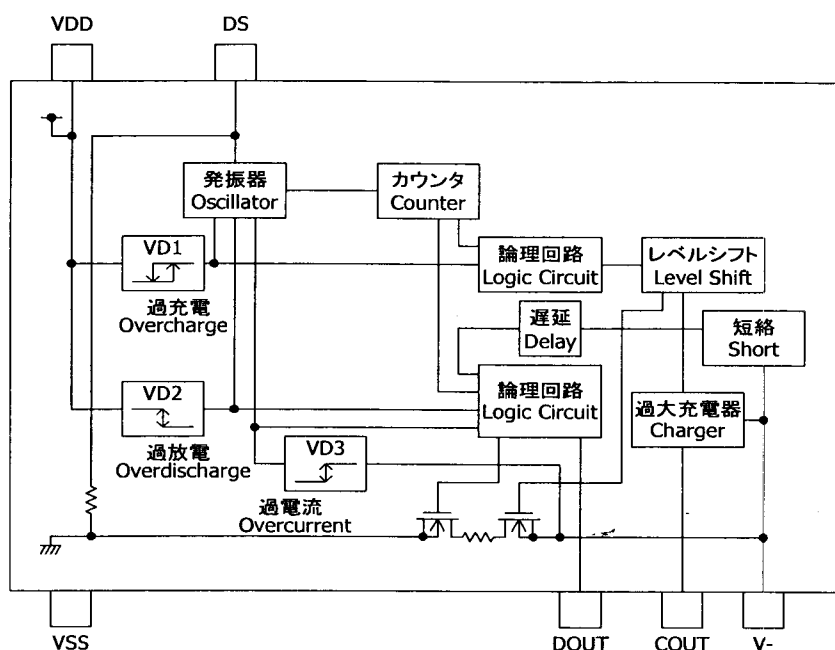 VDD
DS
発振器
Oscillator
カウンタ
Counter
VD1
過充電
Overcharge
論理回路
Logic Circuit
レベルシフト
Level Shift
遅延
Delay
短絡
Short
VD2
過放電
Overdischarge
論理回路
Logic Circuit
過大充電器
Charger
VD3
過電流
Overcurrent
VSS
DOUT
COUT
V-